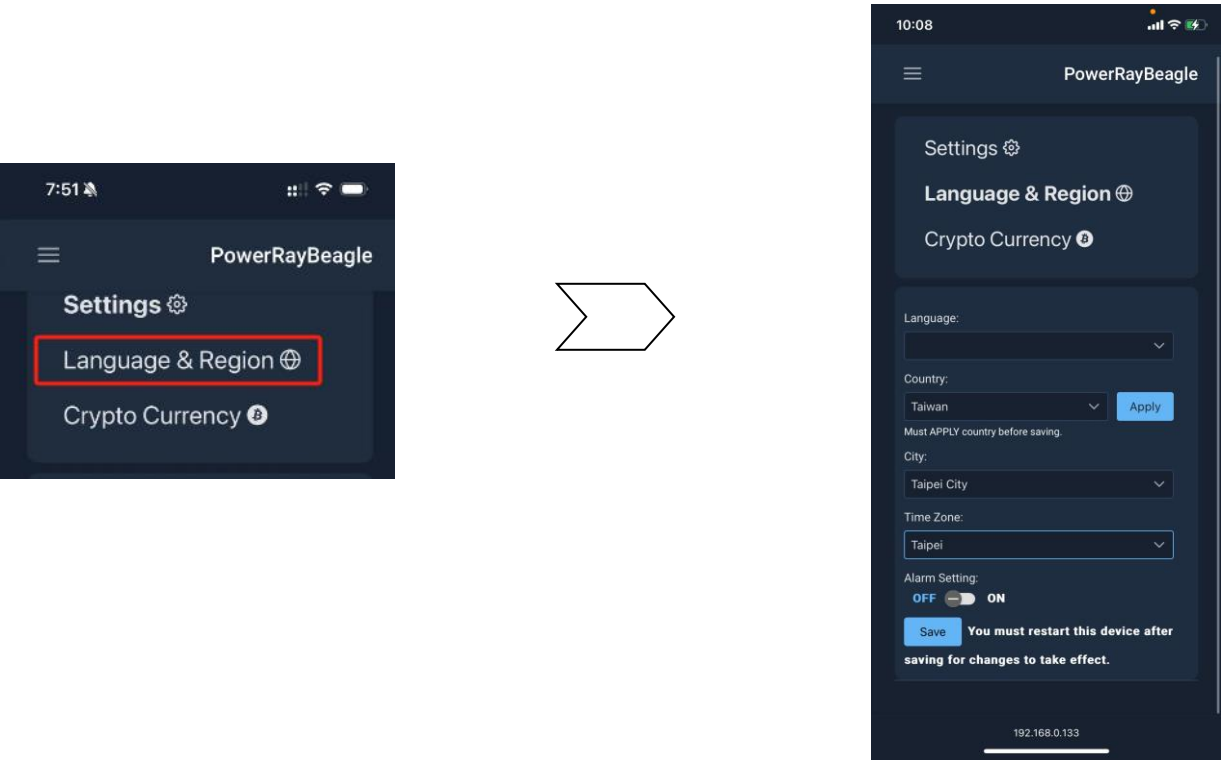 7:51
PowerRayBeagle
Settings
Language & Region
Crypto Currency
10:08
PowerRayBeagle
Settings
Language & Region
Crypto Currency
Language:
Country:
Taiwan
Apply
Must APPLY country before saving.
City:
Taipei City
Time Zone:
Taipei
Alarm Setting:
OFF ON
Save You must restart this device after
saving for changes to take effect.
192.168.0.133